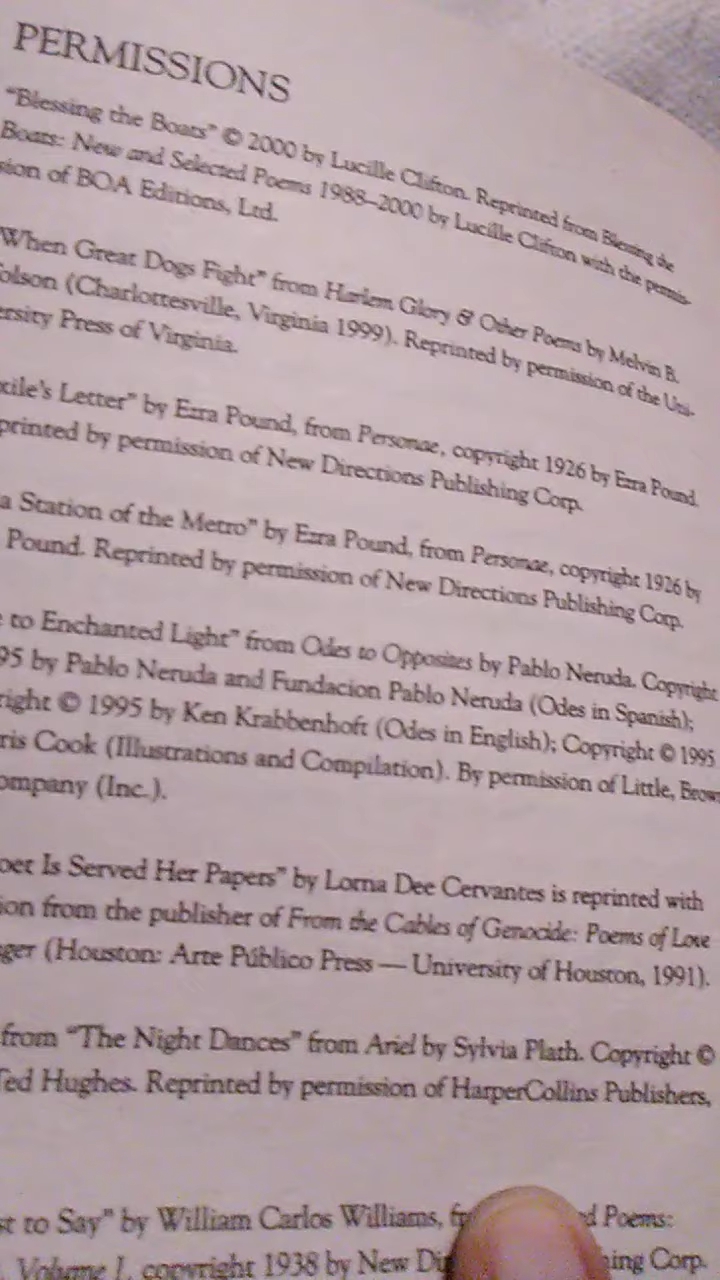 PERMISSIONS
"Blessing the Boats" © 2000 by Lucille Clifton. Reprinted from Blessing the
Boats: New and Selected Poems 1988–2000 by Lucille Clifton with the permis-
sion of BOA Editions, Ltd.
When Great Dogs Fight" from Harlem Glory & Other Poems by Melvin B.
Tolson (Charlottesville, Virginia 1999). Reprinted by permission of the Uni-
ersity Press of Virginia.
xile's Letter" by Ezra Pound, from Personae, copyright 1926 by Ezra Pound.
printed by permission of New Directions Publishing Corp.
a Station of the Metro" by Ezra Pound, from Personae, copyright 1926 by
Pound. Reprinted by permission of New Directions Publishing Corp.
e to Enchanted Light" from Odes to Opposites by Pablo Neruda. Copyright
95 by Pablo Neruda and Fundacion Pablo Neruda (Odes in Spanish);
right © 1995 by Ken Krabbenhoft (Odes in English); Copyright © 1995
ris Cook (Illustrations and Compilation). By permission of Little, Brown
ompany (Inc.).
oet Is Served Her Papers" by Lorna Dee Cervantes is reprinted with
ion from the publisher of From the Cables of Genocide: Poems of Love
ger (Houston: Arte Público Press — University of Houston, 1991).
from "The Night Dances" from Ariel by Sylvia Plath. Copyright ©
Ted Hughes. Reprinted by permission of HarperCollins Publishers,
st to Say" by William Carlos Williams, fr d Poems:
Volume I, copyright 1938 by New Di hing Corp.